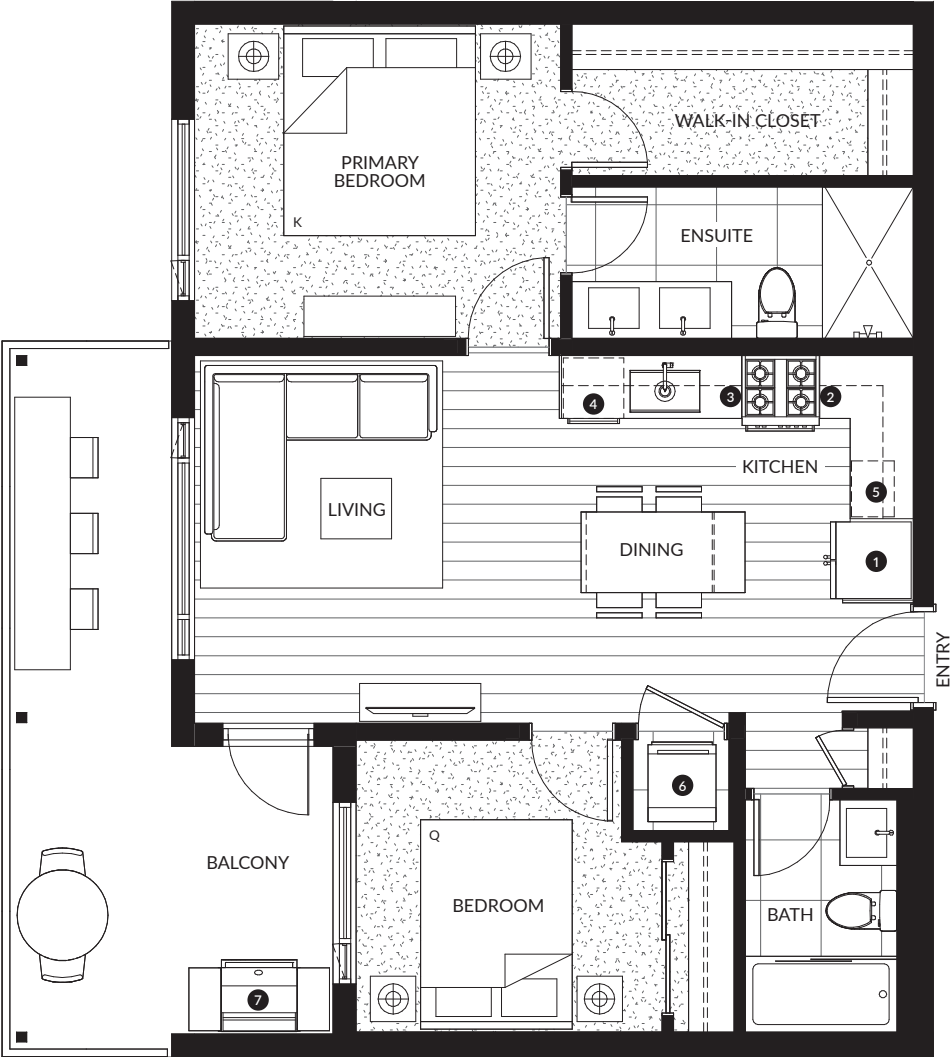 WALK-IN CLOSET
PRIMARY
BEDROOM
K
ENSUITE
4
3
2
KITCHEN
5
LIVING
DINING
1
ENTRY
6
Q
BALCONY
BEDROOM
BATH
7